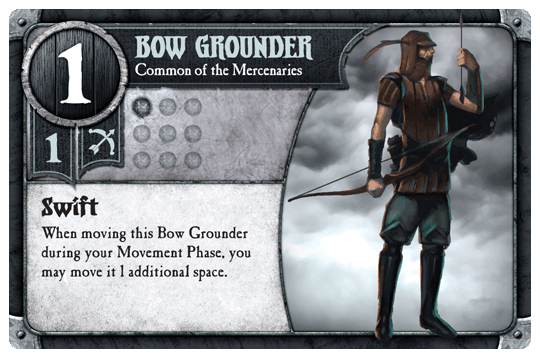 1
BOW GROUNDER
Common of the Mercenaries
1
Swift
When moving this Bow Grounder
during your Movement Phase, you
may move it 1 additional space.